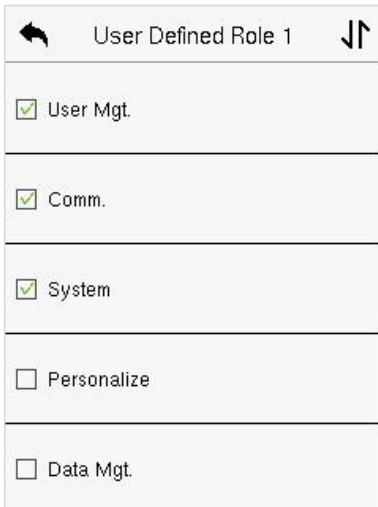 User Defined Role 1
User Mgt.
Comm.
System
Personalize
Data Mgt.